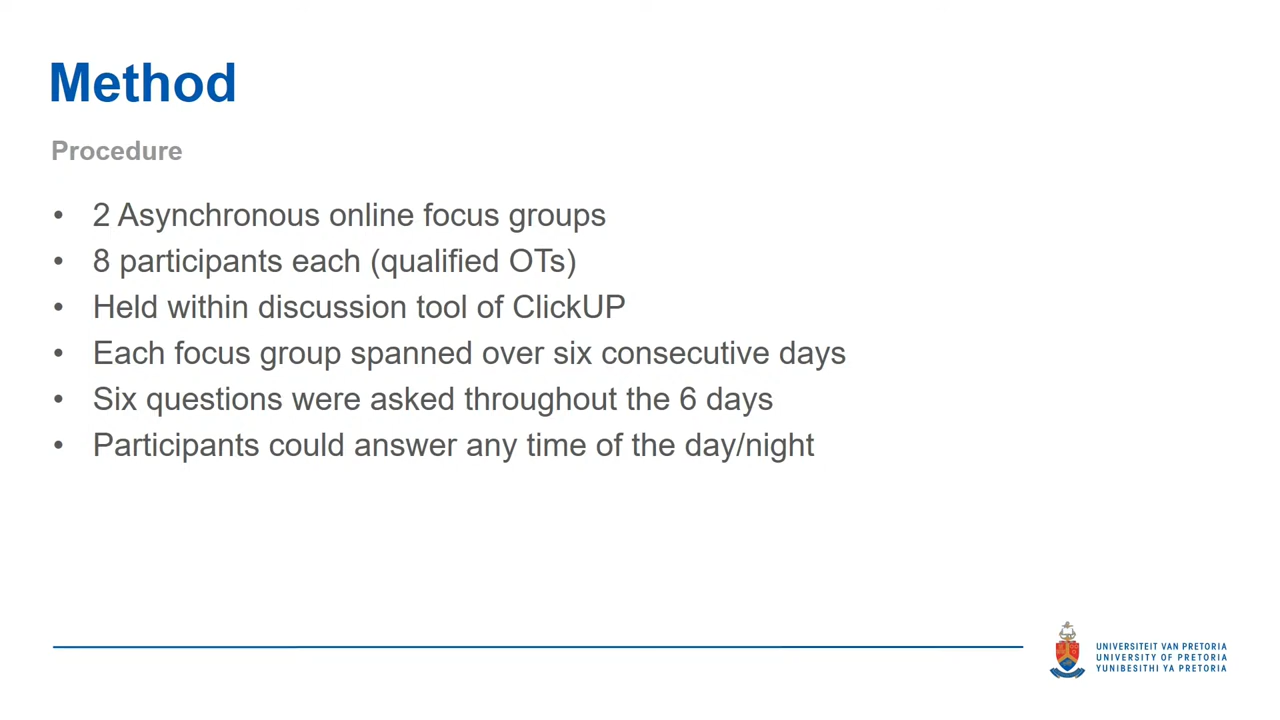 Method
Procedure
• 2 Asynchronous online focus groups
• 8 participants each (qualified OTs)
• Held within discussion tool of ClickUP
• Each focus group spanned over six consecutive days
• Six questions were asked throughout the 6 days
• Participants could answer any time of the day/night
UNIVERSITEIT VAN PRETORIA
UNIVERSITY OF PRETORIA
YUNIBESITHI YA PRETORIA